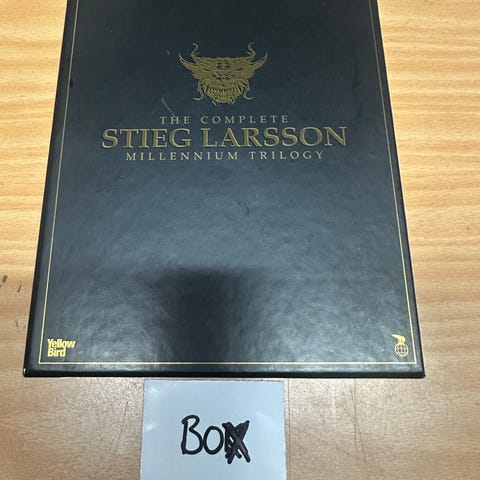 THE COMPLETE
STIEG LARSSON
MILLENNIUM TRILOGY
Yellow
Bird
BOX